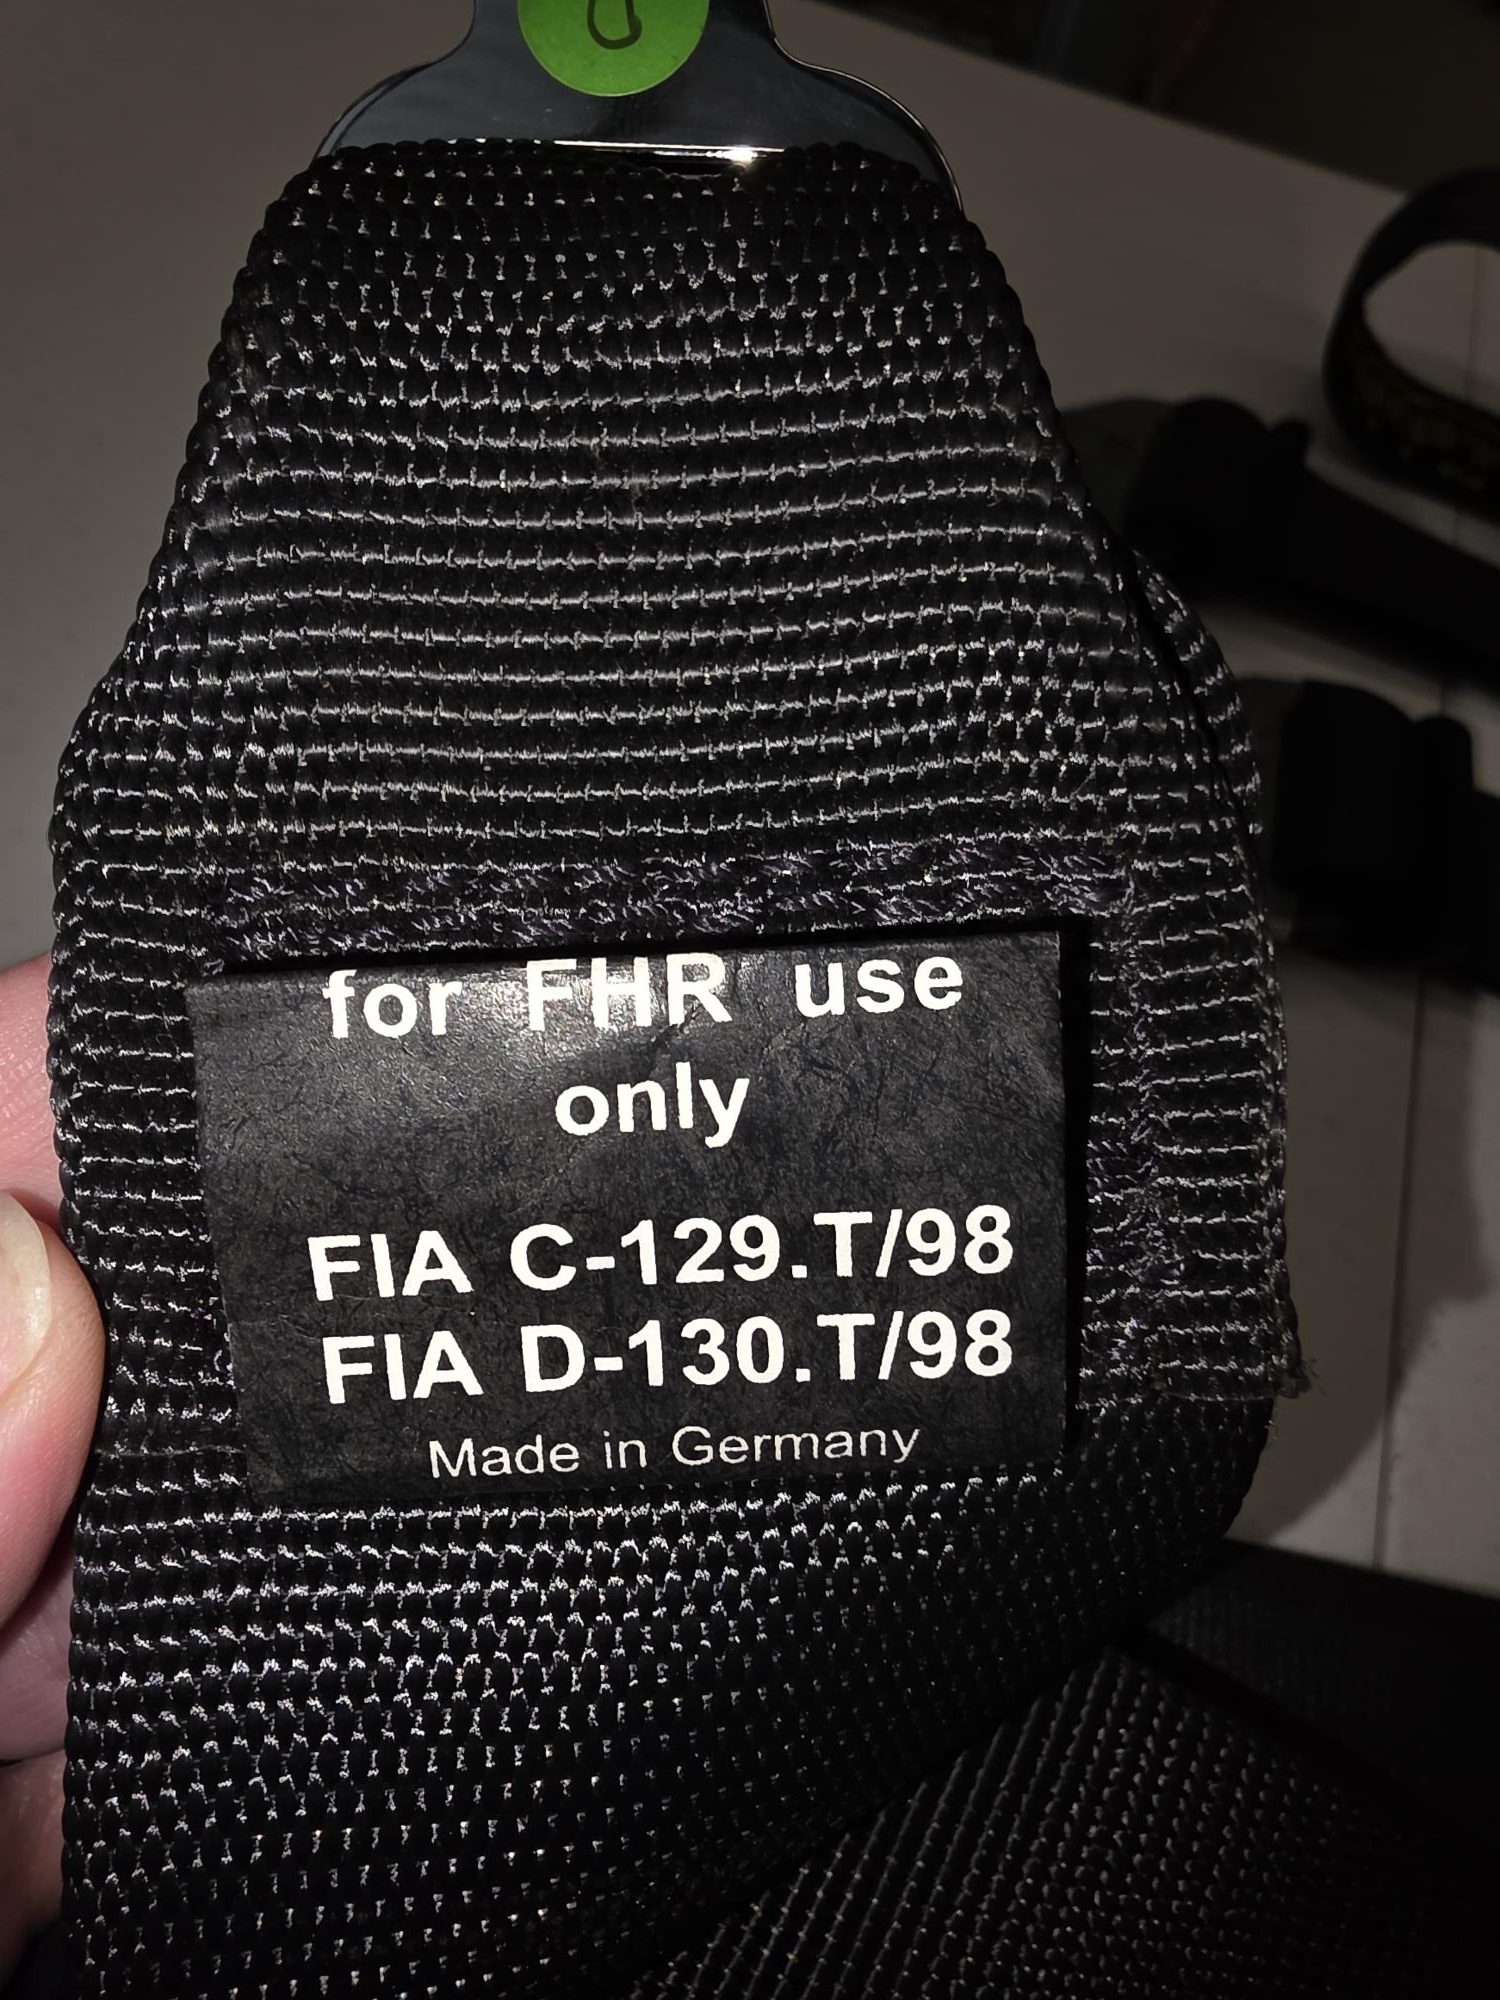 for FHR use
only
FIA C-129.T/98
FIA D-130.T/98
Made in Germany